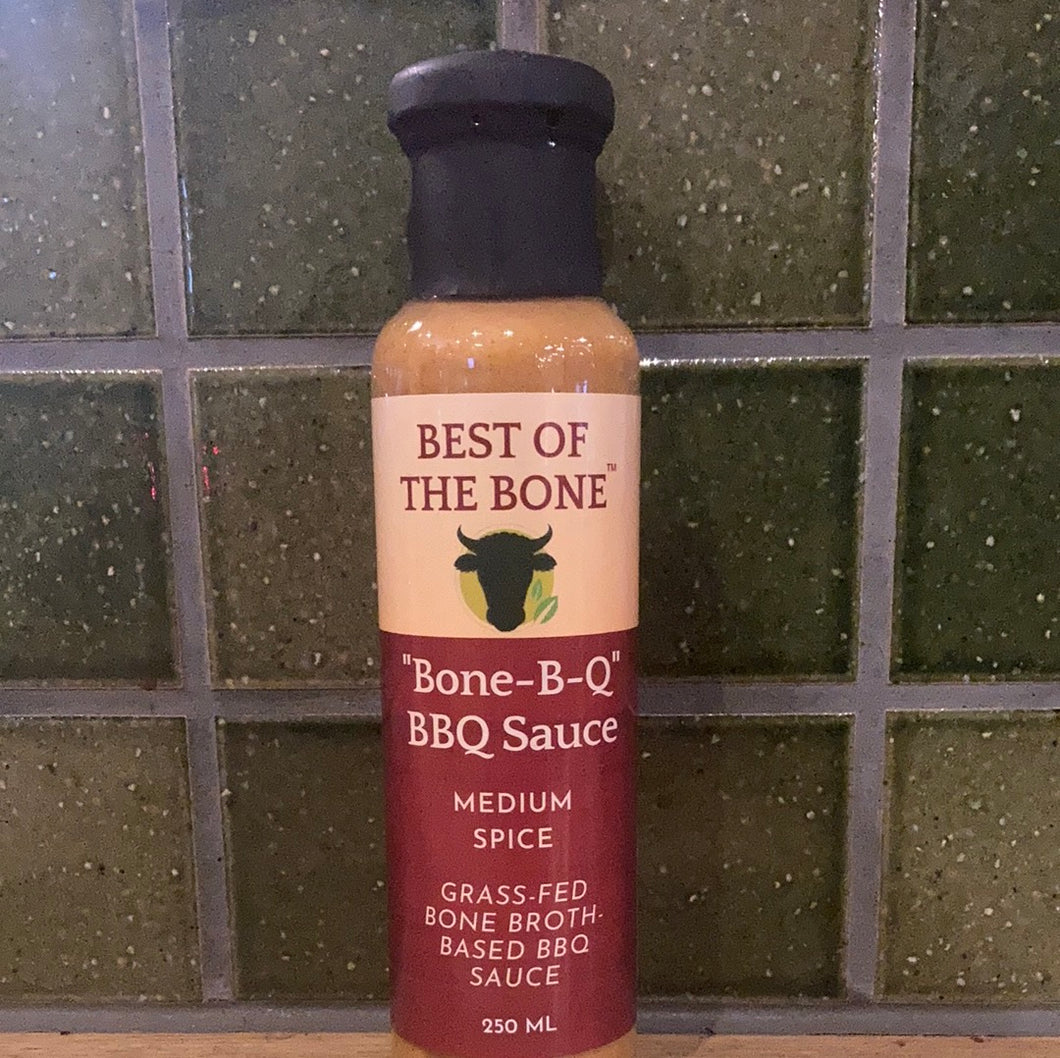 BEST OF
THE BONE™
"Bone-B-Q"
BBQ Sauce
MEDIUM
SPICE
GRASS-FED
BONE BROTH-
BASED BBQ
SAUCE
250 ML